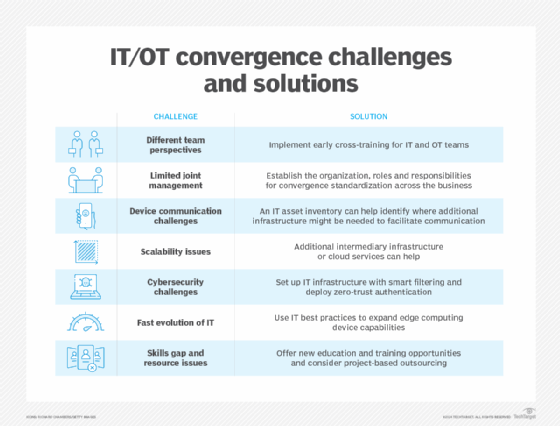 IT/OT convergence challenges
and solutions
CHALLENGE
SOLUTION
Different team
perspectives
Implement early cross-training for IT and OT teams
Limited joint
management
Establish the organization, roles and responsibilities
for convergence standardization across the business
Device communication
challenges
An IT asset inventory can help identify where additional
infrastructure might be needed to facilitate communication
Scalability issues
Additional intermediary infrastructure
or cloud services can help
Cybersecurity
challenges
Set up IT infrastructure with smart filtering and
deploy zero-trust authentication
Fast evolution of IT
Use IT best practices to expand edge computing
device capabilities
Skills gap and
resource issues
Offer new education and training opportunities
and consider project-based outsourcing
ALL RIGHTS RESERVED
TechTarget